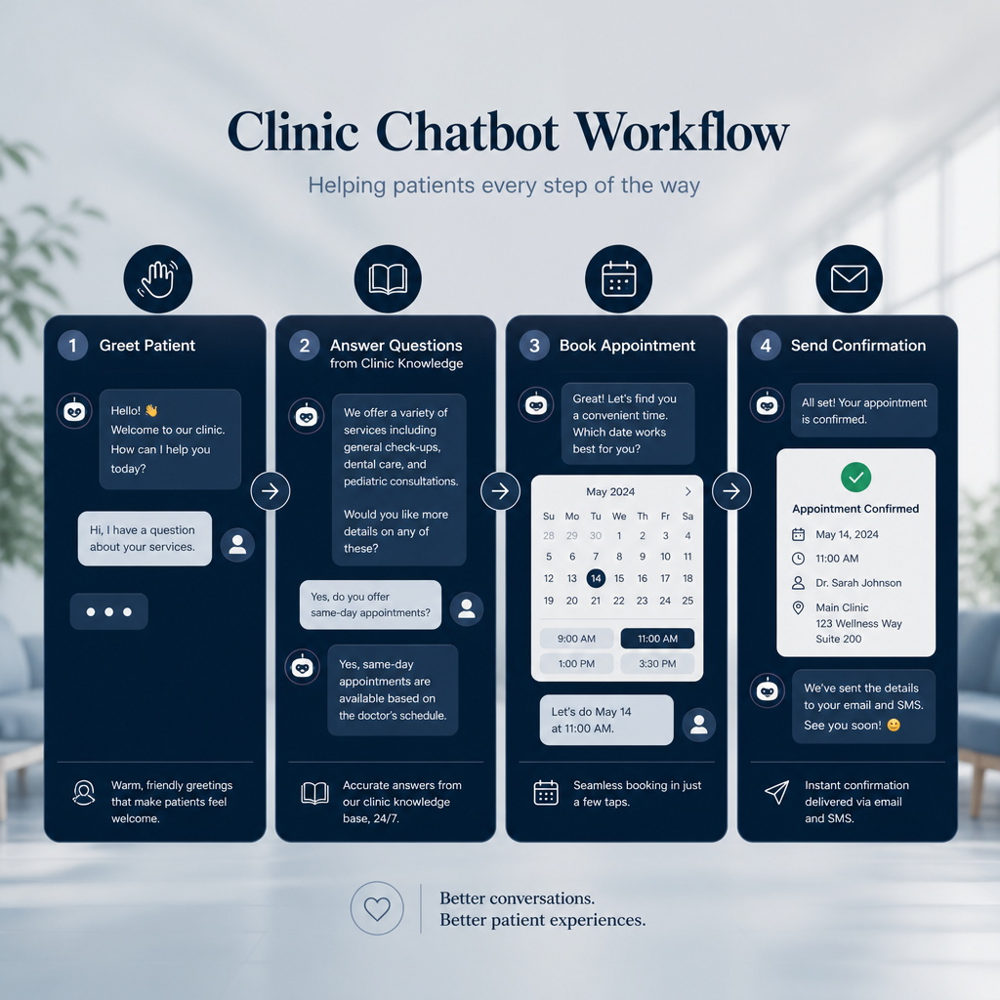 Clinic Chatbot Workflow
Helping patients every step of the way
1 Greet Patient
Hello! 👋
Welcome to our clinic.
How can I help you
today?
Hi, I have a question
about your services.
Warm, friendly greetings
that make patients feel
welcome.
2 Answer Questions
from Clinic Knowledge
We offer a variety of
services including
general check-ups,
dental care, and
pediatric consultations.
Would you like more
details on any of
these?
Yes, do you offer
same-day appointments?
Yes, same-day
appointments are
available based on
the doctor's schedule.
Accurate answers from
our clinic knowledge
base, 24/7.
3 Book Appointment
Great! Let's find you
a convenient time.
Which date works
best for you?
May 2024
Su Mo Tu We Th Fr Sa
28 29 30 1 2 3 4
5 6 7 8 9 10 11
12 13 14 15 16 17 18
19 20 21 22 23 24 25
9:00 AM 11:00 AM
1:00 PM 3:30 PM
Let's do May 14
at 11:00 AM.
Seamless booking in just
a few taps.
4 Send Confirmation
All set! Your appointment
is confirmed.
Appointment Confirmed
May 14, 2024
11:00 AM
Dr. Sarah Johnson
Main Clinic
123 Wellness Way
Suite 200
We've sent the details
to your email and SMS.
See you soon! 😊
Instant confirmation
delivered via email
and SMS.
Better conversations.
Better patient experiences.